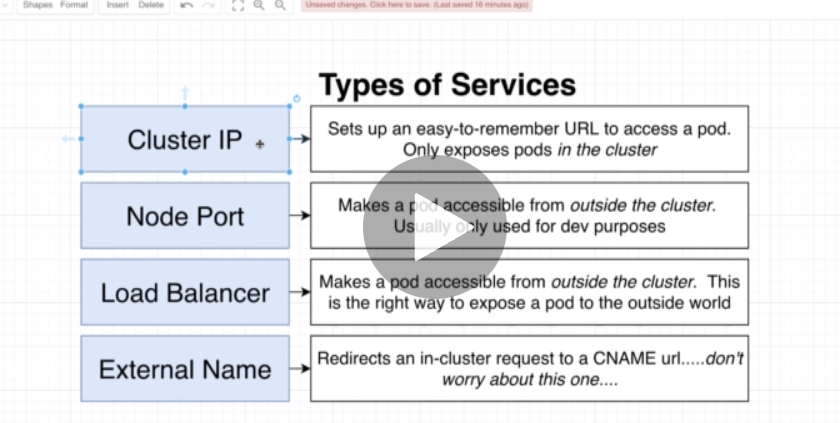 Shapes Format Insert Delete Unsaved changes. Click here to save. (Last saved 16 minutes ago)
Types of Services
Cluster IP
Sets up an easy-to-remember URL to access a pod.
Only exposes pods in the cluster
Node Port
Makes a pod accessible from outside the cluster.
Usually only used for dev purposes
Load Balancer
Makes a pod accessible from outside the cluster. This
is the right way to expose a pod to the outside world
External Name
Redirects an in-cluster request to a CNAME url.....don't
worry about this one....